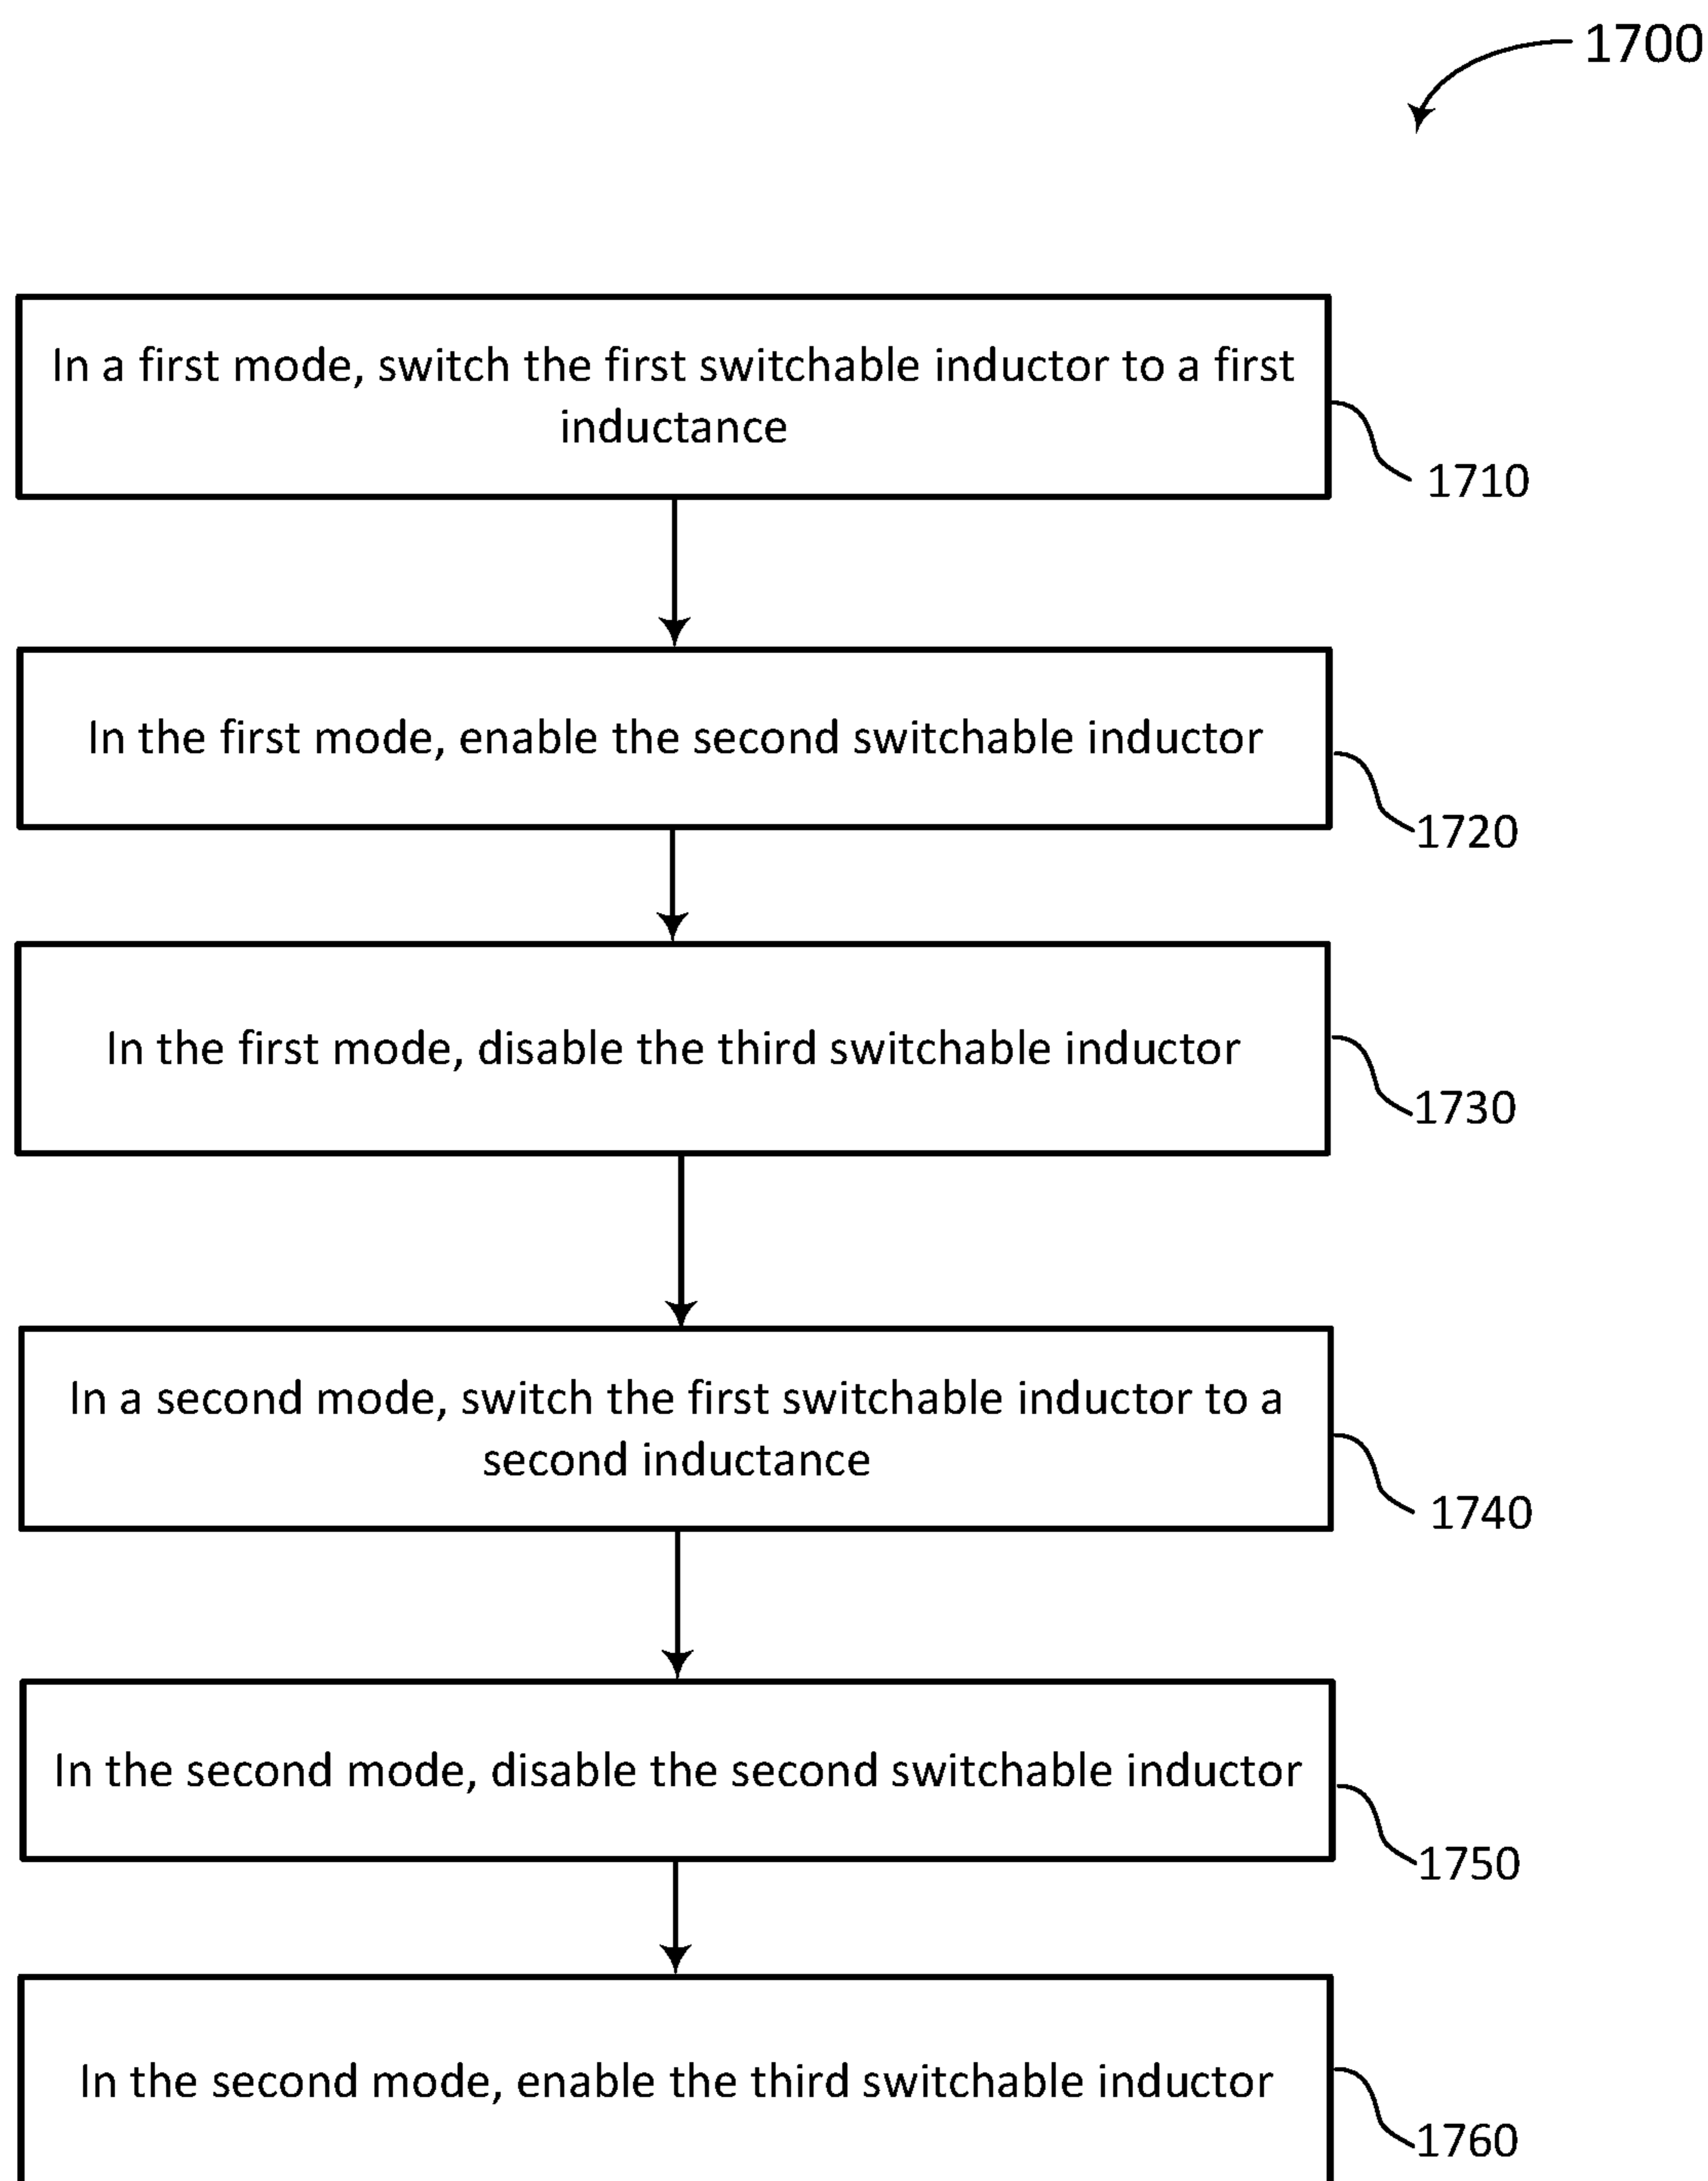 1700
In a first mode, switch the first switchable inductor to a first
inductance
1710
In the first mode, enable the second switchable inductor
1720
In the first mode, disable the third switchable inductor
1730
In a second mode, switch the first switchable inductor to a
second inductance
1740
In the second mode, disable the second switchable inductor
1750
In the second mode, enable the third switchable inductor
1760